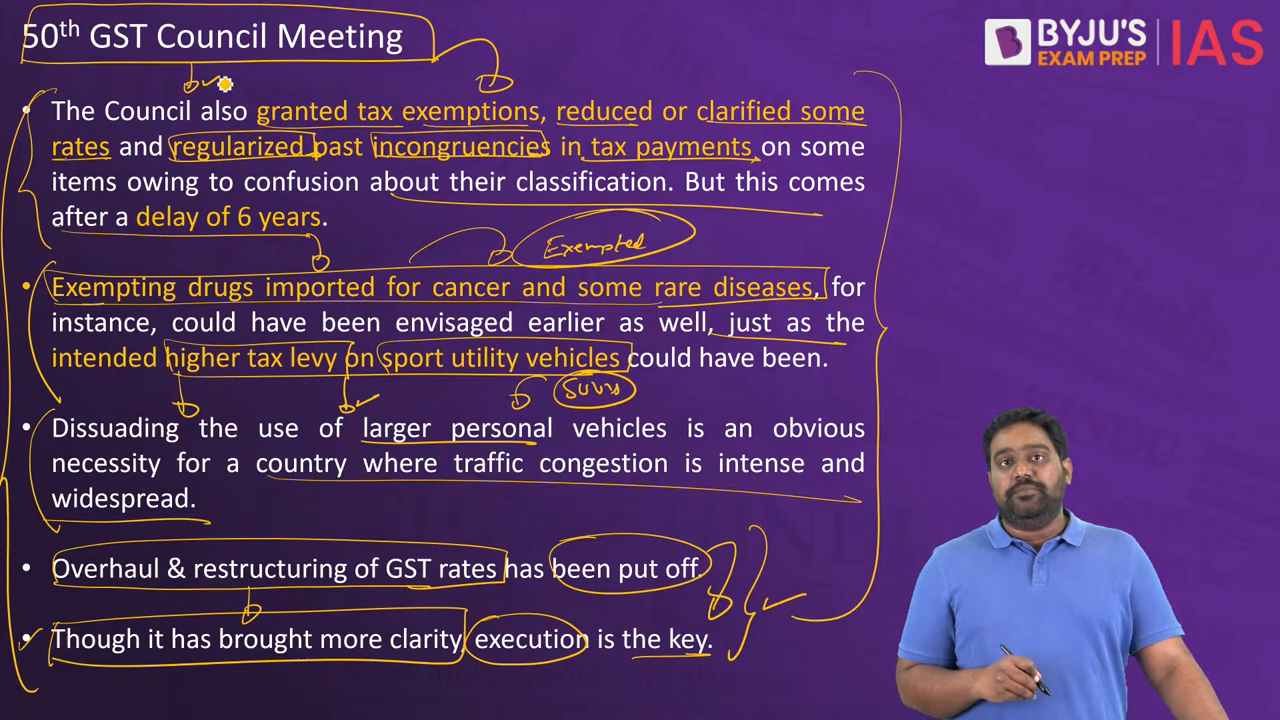 50th GST Council Meeting
BYJU'S
EXAM PREP
IAS
• The Council also granted tax exemptions, reduced or clarified some
rates and regularized past incongruencies in tax payments on some
items owing to confusion about their classification. But this comes
after a delay of 6 years.
Exempted
• Exempting drugs imported for cancer and some rare diseases, for
instance, could have been envisaged earlier as well, just as the
intended higher tax levy on sport utility vehicles could have been.
SUVs
• Dissuading the use of larger personal vehicles is an obvious
necessity for a country where traffic congestion is intense and
widespread.
• Overhaul & restructuring of GST rates has been put off.
• Though it has brought more clarity, execution is the key.